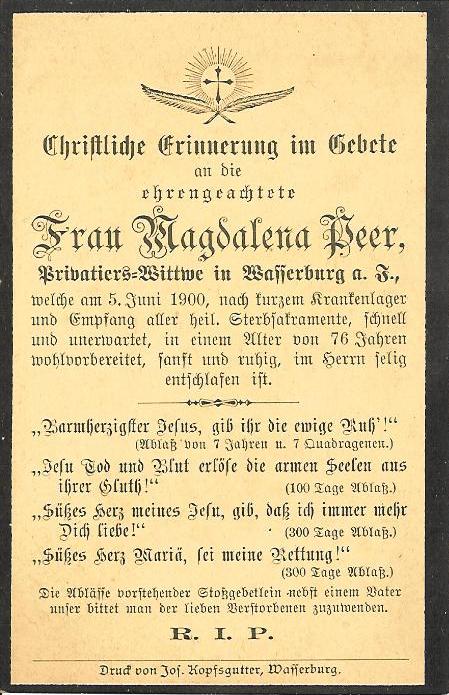 Christliche Erinnerung im Gebete
an die
ehrengeachtete
Frau Magdalena Peer,
Privatiers-Wittwe in Wasserburg a. I.,
welche am 5. Juni 1900, nach kurzem Krankenlager
und Empfang aller heil. Sterbsakramente, schnell
und unerwartet, in einem Alter von 76 Jahren
wohlvorbereitet, sanft und ruhig, im Herrn selig
entschlafen ist.
„Barmherzigster Jesus, gib ihr die ewige Ruh'!“
(Ablaß von 7 Jahren u. 7 Quadragenen.)
„Jesu Tod und Blut erlöse die armen Seelen aus
ihrer Gluth!“ (100 Tage Ablaß.)
„Süßes Herz meines Jesu, gib, daß ich immer mehr
Dich liebe!“ (300 Tage Ablaß.)
„Süßes Herz Mariä, sei meine Rettung!“
(300 Tage Ablaß.)
Die Ablässe vorstehender Stoßgebetlein nebst einem Vater
unser bittet man der lieben Verstorbenen zuzuwenden.
R. I. P.
Druck von Jos. Kopfsgutter, Wasserburg.